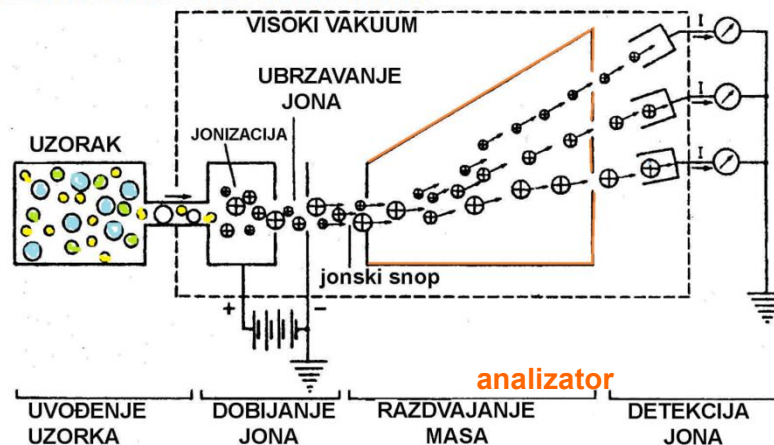 VISOKI VAKUUM
UBRZAVANJE
JONA
UZORAK
JONIZACIJA
I
I
I
jonski snop
+
−
analizator
UVOĐENJE
UZORKA
DOBIJANJE
JONA
RAZDVAJANJE
MASA
DETEKCIJA
JONA